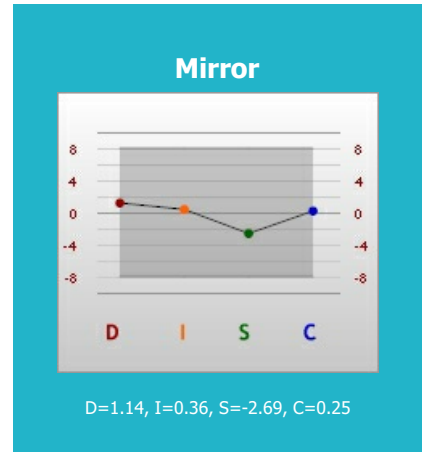 Mirror
8 8
4 4
0 0
-4 -4
-8 -8
D I S C
D=1.14, I=0.36, S=-2.69, C=0.25